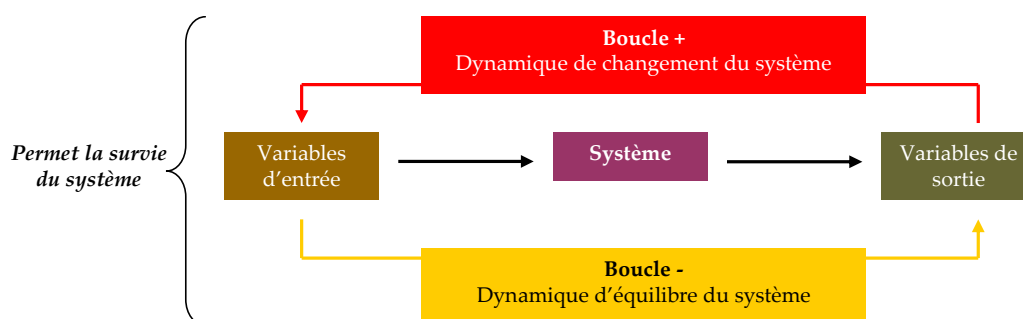 Boucle +
Dynamique de changement du système
Permet la survie
du système
Variables
d’entrée
Système
Variables de
sortie
Boucle -
Dynamique d’équilibre du système